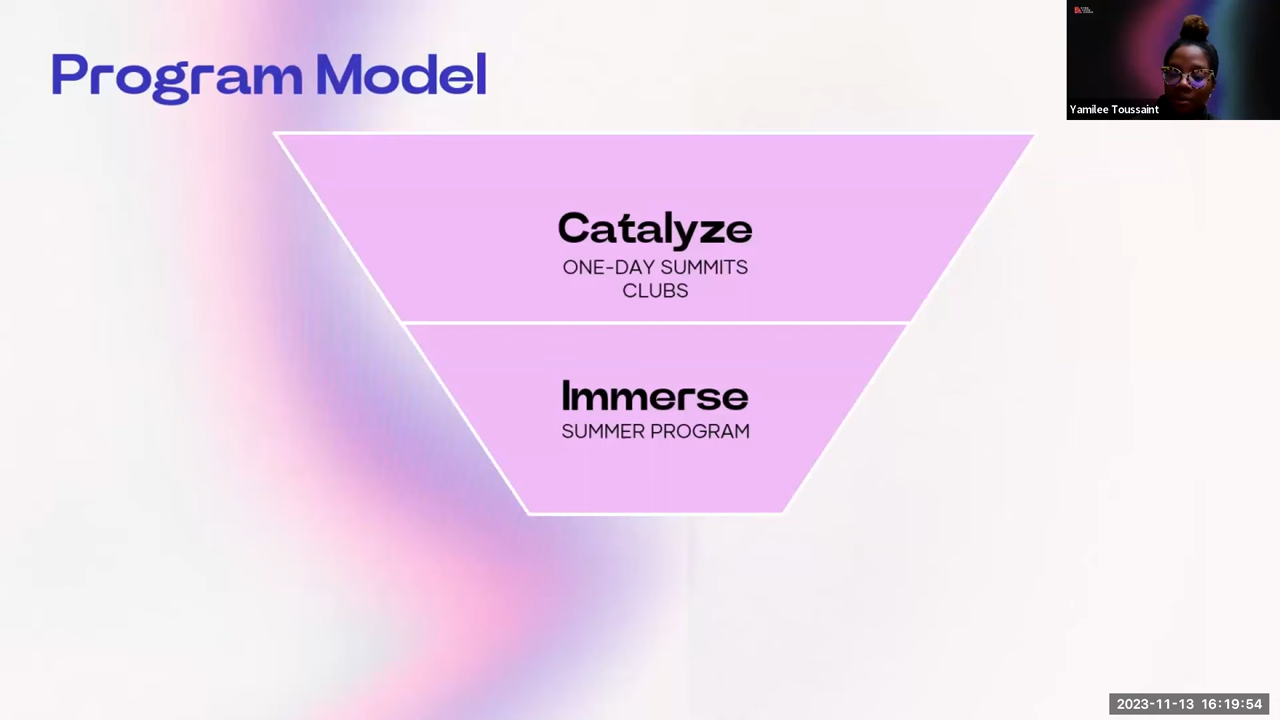 Program Model
Yamilee Toussaint
Catalyze
ONE-DAY SUMMITS
CLUBS
Immerse
SUMMER PROGRAM
2023-11-13 16:19:54